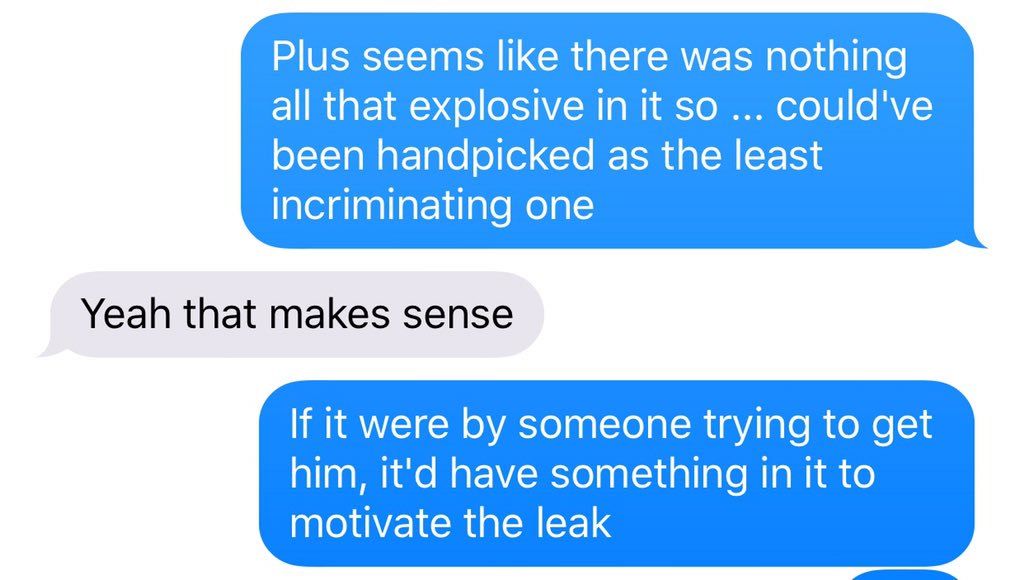 Plus seems like there was nothing
all that explosive in it so ... could've
been handpicked as the least
incriminating one
Yeah that makes sense
If it were by someone trying to get
him, it'd have something in it to
motivate the leak